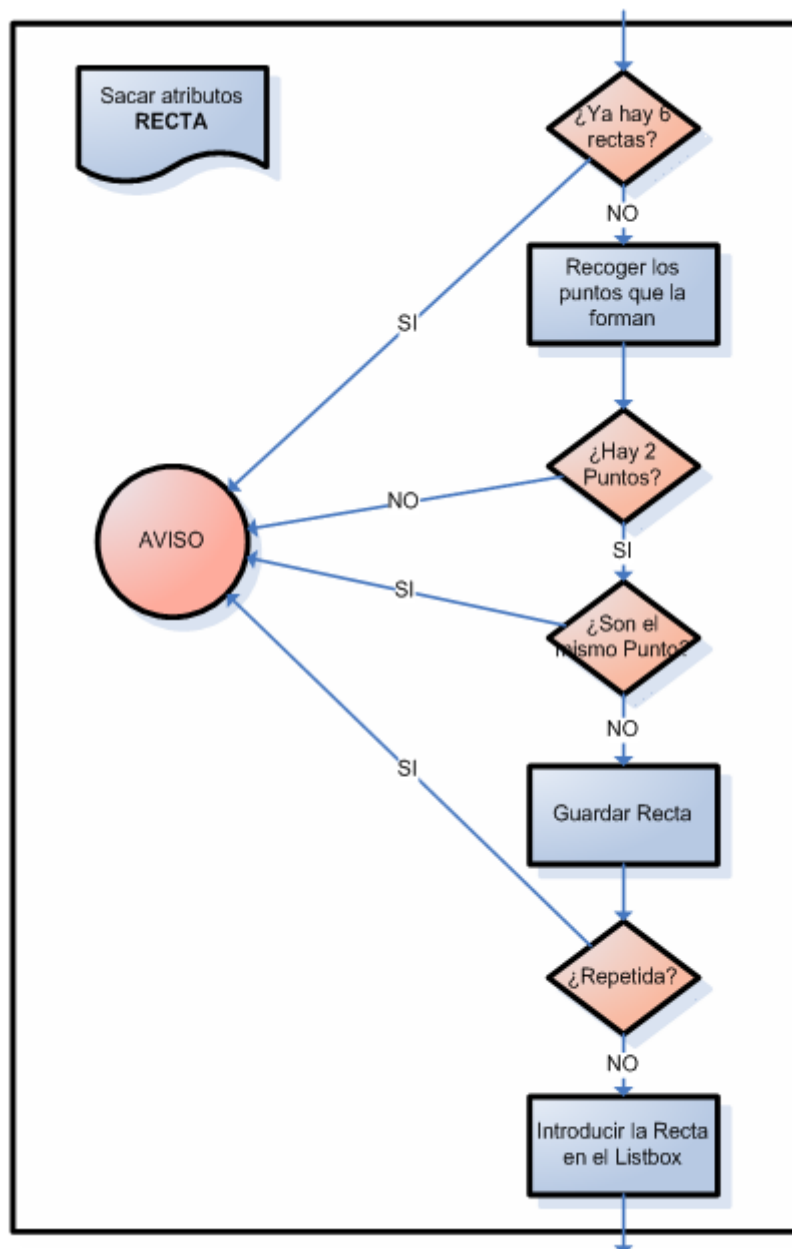 Sacar atributos
RECTA
¿Ya hay 6
rectas?
NO
SI
Recoger los
puntos que la
forman
¿Hay 2
Puntos?
NO
SI
AVISO
SI
¿Son el
mismo Punto?
NO
Guardar Recta
SI
¿Repetida?
NO
Introducir la Recta
en el Listbox